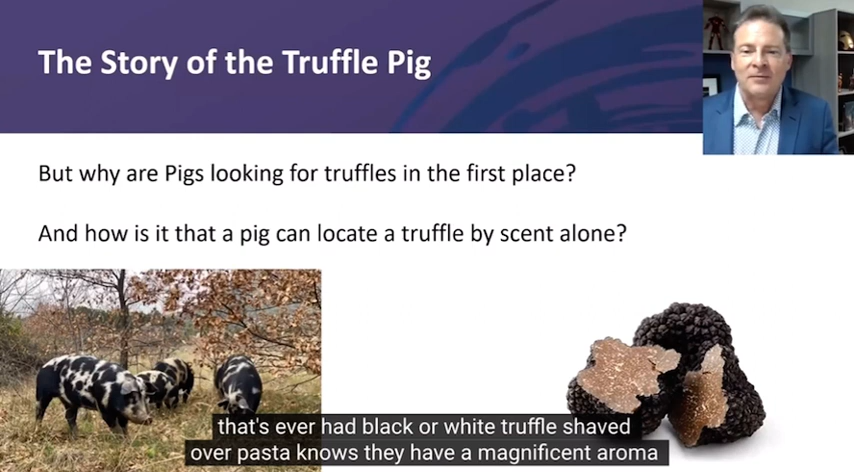 The Story of the Truffle Pig
But why are Pigs looking for truffles in the first place?
And how is it that a pig can locate a truffle by scent alone?
that's ever had black or white truffle shaved
over pasta knows they have a magnificent aroma